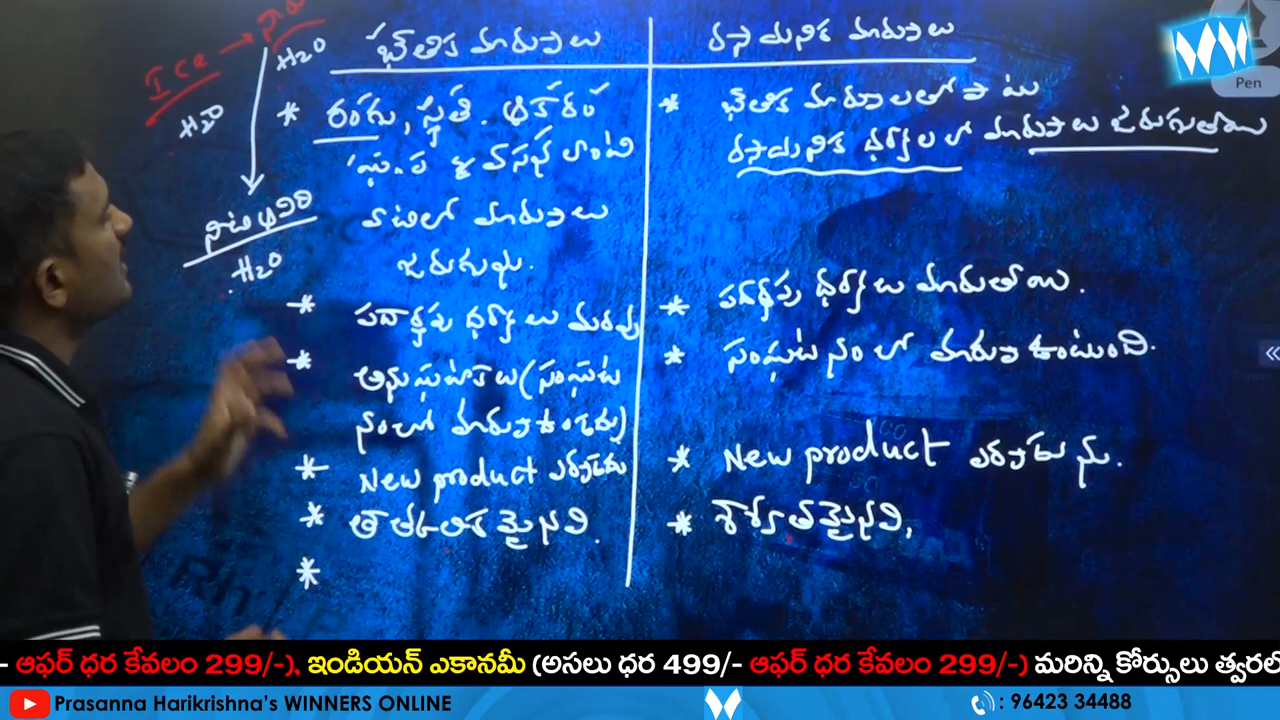 Ice → నీరు
H₂O
H₂O
నీటి ఆవిరి
H₂O
భౌతిక మార్పులు
* రంగు, స్థితి. ఆకారం
ఈ వాసన లాంటి
వాటిలో మార్పులు
జరుగును.
* పదార్థపు ధర్మాలు మారవు
* అనుఘటకాలు (సంఘట
నంలో మార్పు ఉండదు)
* New product ఏర్పడదు
* తాత్కాలికమైనవి.
*
రసాయనిక మార్పులు
* భౌతిక మార్పులతో పాటు
రసాయనిక ధర్మాలలో మార్పులు జరుగుతాయి
* పదార్థపు ధర్మాలు మారుతాయి.
* సంఘటనంలో మార్పు ఉంటుంది.
* New product ఏర్పడును.
* శాశ్వతమైనవి,
W
Pen
- ఆఫర్ ధర కేవలం 299/-), ఇండియన్ ఎకానమీ (అసలు ధర 499/- ఆఫర్ ధర కేవలం 299/-) మరిన్ని కోర్సులు త్వరలో
Prasanna Harikrishna's WINNERS ONLINE
W
: 96423 34488